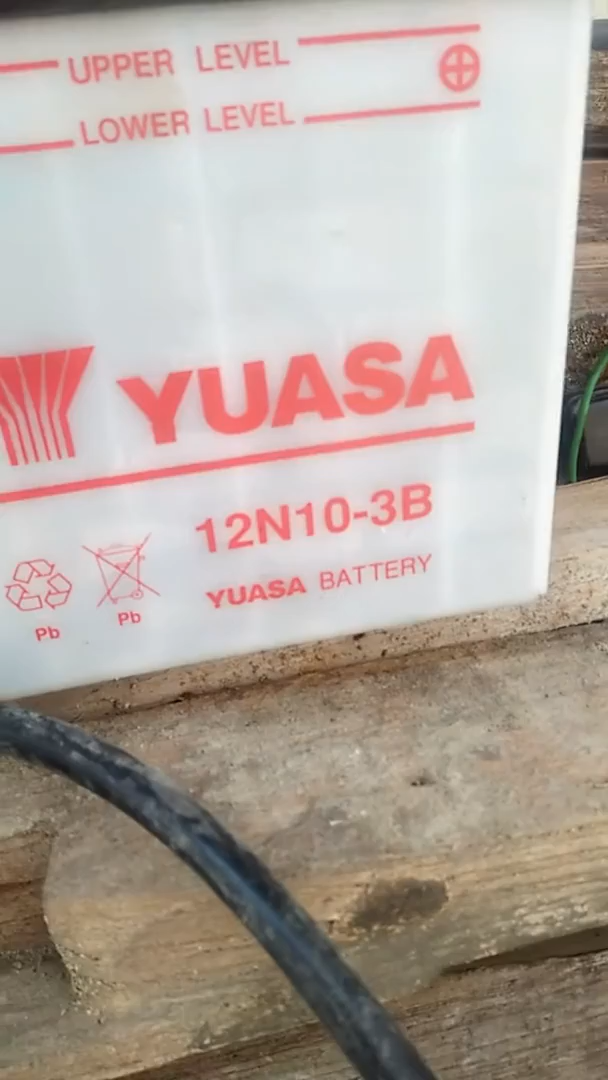 UPPER LEVEL
LOWER LEVEL
YUASA
12N10-3B
YUASA BATTERY
Pb
Pb